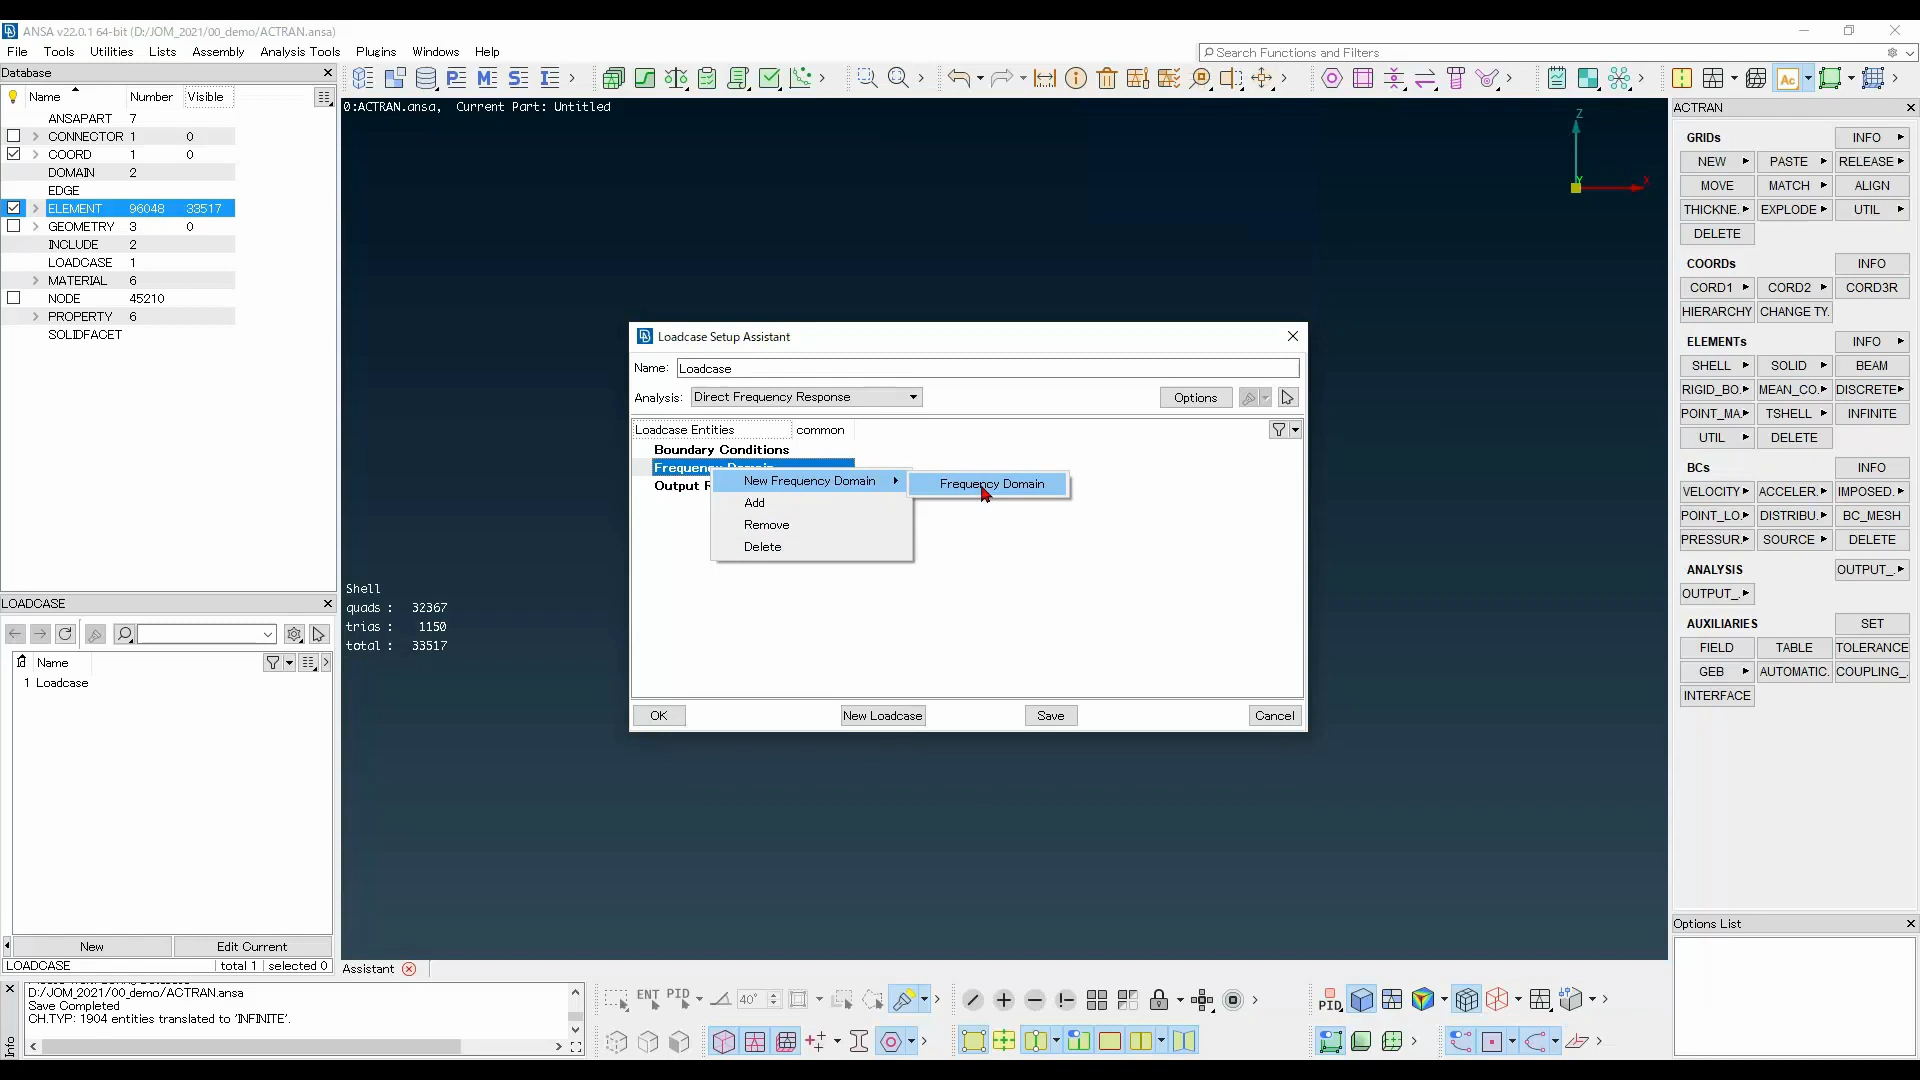 ANSA v22.0.1 64-bit (D:/JOM_2021/00_demo/ACTRAN.ansa)
File Tools Utilities Lists Assembly Analysis Tools Plugins Windows Help
Search Functions and Filters
Database
Name Number Visible
ANSAPART 7
CONNECTOR 1 0
COORD 1 0
DOMAIN 2
EDGE
ELEMENT 96048 33517
GEOMETRY 3 0
INCLUDE 2
LOADCASE 1
MATERIAL 6
NODE 45210
PROPERTY 6
SOLIDFACET
0:ACTRAN.ansa, Current Part: Untitled
Z
Y
X
Shell
quads : 32367
trias : 1150
total : 33517
Loadcase Setup Assistant
Name: Loadcase
Analysis: Direct Frequency Response
Options
Loadcase Entities common
Boundary Conditions
Frequency Domain
Output R
New Frequency Domain
Add
Remove
Delete
Frequency Domain
OK New Loadcase Save Cancel
ACTRAN
GRIDs INFO
NEW PASTE RELEASE
MOVE MATCH ALIGN
THICKNE. EXPLODE UTIL
DELETE
COORDs INFO
CORD1 CORD2 CORD3R
HIERARCHY CHANGE TY.
ELEMENTs INFO
SHELL SOLID BEAM
RIGID_BO. MEAN_CO. DISCRETE
POINT_MA. TSHELL INFINITE
UTIL DELETE
BCs INFO
VELOCITY ACCELER. IMPOSED.
POINT_LO. DISTRIBU. BC_MESH
PRESSUR. SOURCE DELETE
ANALYSIS OUTPUT_.
OUTPUT_.
AUXILIARIES SET
FIELD TABLE TOLERANCE
GEB AUTOMATIC. COUPLING_.
INTERFACE
Options List
LOADCASE
Name
1 Loadcase
New Edit Current
LOADCASE total 1 selected 0
Assistant
D:/JOM_2021/00_demo/ACTRAN.ansa
Save Completed
CH.TYP: 1904 entities translated to 'INFINITE'.
Info
ENT PID 40°
PID